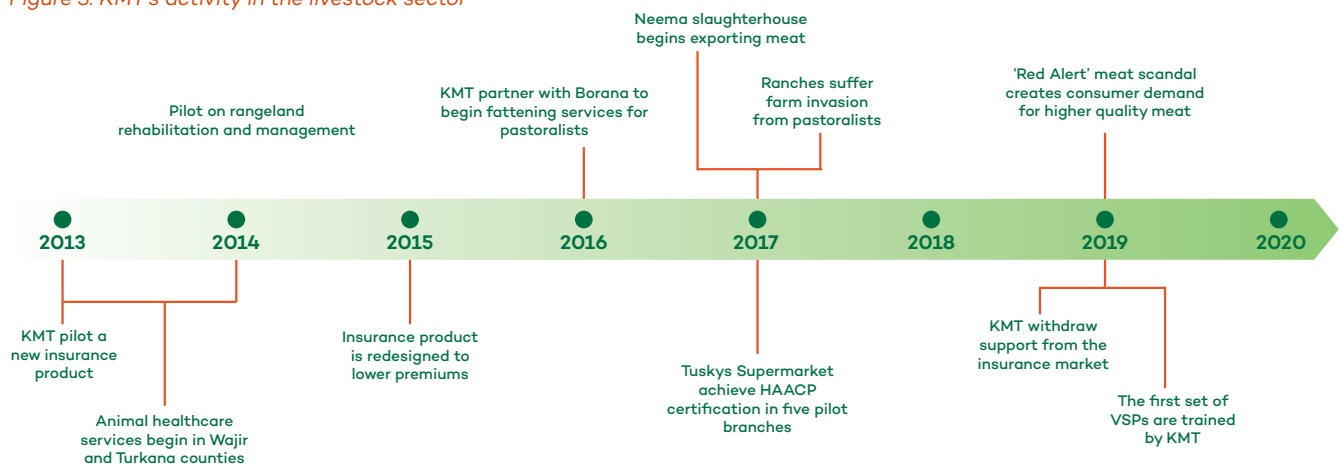 Figure 3: KMT's activity in the livestock sector
Neema slaughterhouse
begins exporting meat
Pilot on rangeland
rehabilitation and management
KMT partner with Borana to
begin fattening services for
pastoralists
Ranches suffer
farm invasion
from pastoralists
'Red Alert' meat scandal
creates consumer demand
for higher quality meat
2013
2014
2015
2016
2017
2018
2019
2020
KMT pilot a
new insurance
product
Animal healthcare
services begin in Wajir
and Turkana counties
Insurance product
is redesigned to
lower premiums
Tuskys Supermarket
achieve HAACP
certification in five pilot
branches
KMT withdraw
support from the
insurance market
The first set of
VSPs are trained
by KMT